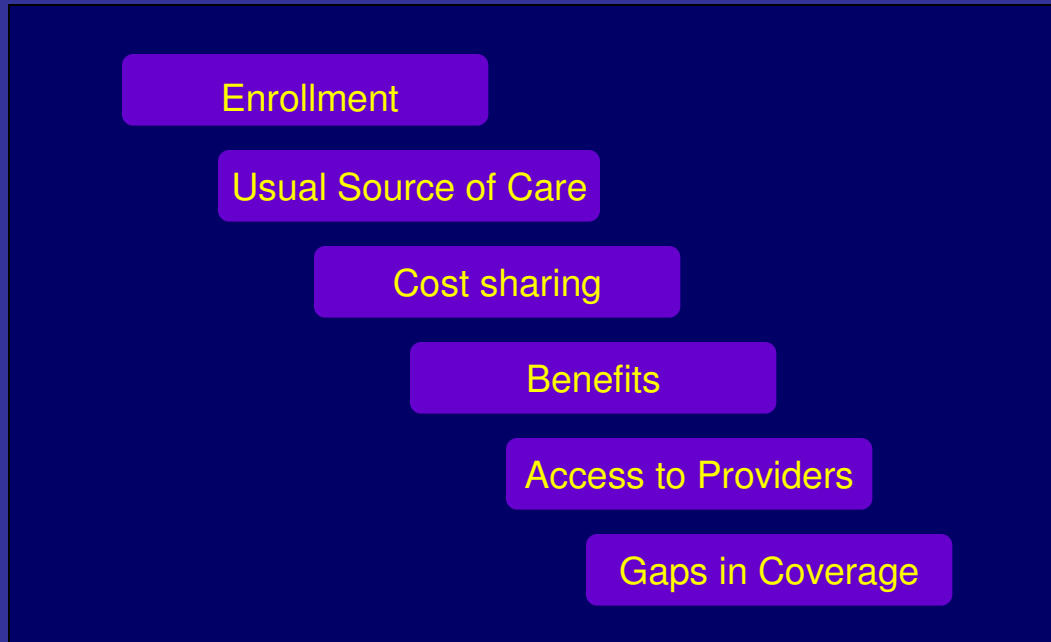 Enrollment
Usual Source of Care
Cost sharing
Benefits
Access to Providers
Gaps in Coverage